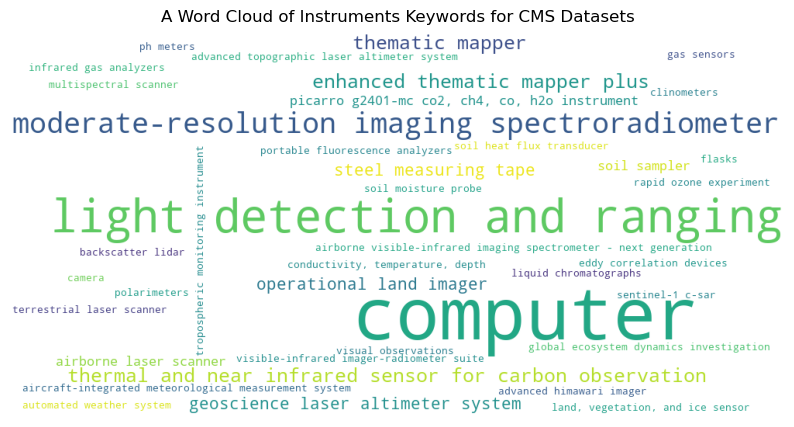 A Word Cloud of Instruments Keywords for CMS Datasets
thematic mapper
ph meters
advanced topographic laser altimeter system
gas sensors
infrared gas analyzers
multispectral scanner
enhanced thematic mapper plus
clinometers
picarro g2401-mc co2, ch4, co, h2o instrument
moderate-resolution imaging spectroradiometer
soil heat flux transducer
portable fluorescence analyzers
flasks
steel measuring tape
soil sampler
rapid ozone experiment
soil moisture probe
light detection and ranging
tropospheric monitoring instrument
airborne visible-infrared imaging spectrometer - next generation
backscatter lidar
conductivity, temperature, depth
eddy correlation devices
liquid chromatographs
camera
operational land imager
polarimeters
sentinel-1 c-sar
terrestrial laser scanner
computer
visual observations
global ecosystem dynamics investigation
airborne laser scanner
visible-infrared imager-radiometer suite
thermal and near infrared sensor for carbon observation
aircraft-integrated meteorological measurement system
advanced himawari imager
automated weather system
geoscience laser altimeter system
land, vegetation, and ice sensor